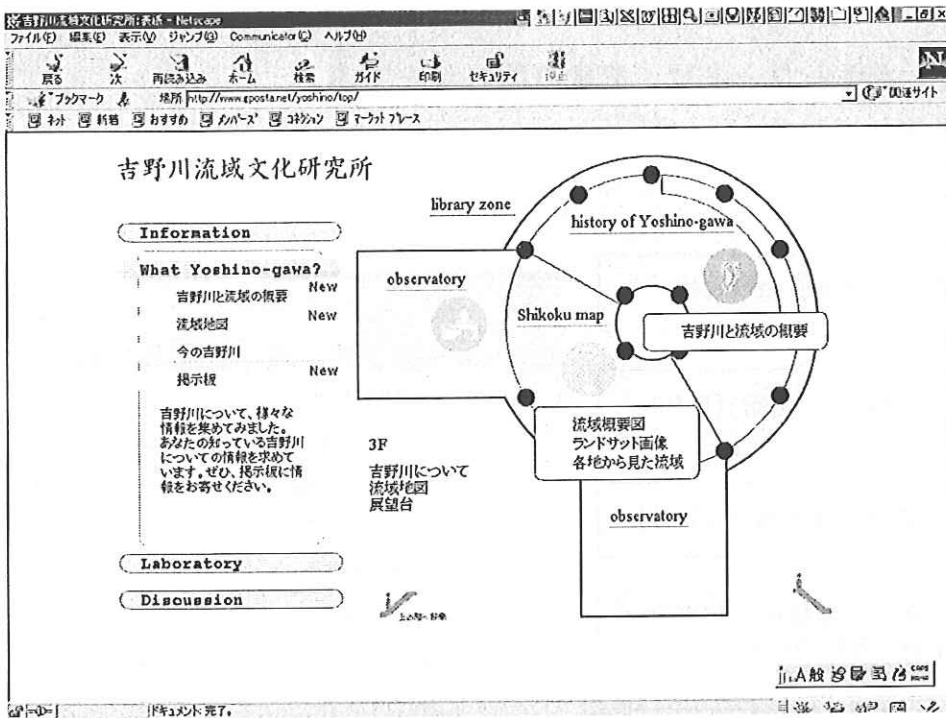 吉野川流域文化研究所:表示 - Netscape
ファイル(F) 編集(E) 表示(V) ジャンプ(G) Communicator(C) ヘルプ(H)
戻る 次 再読み込み ホーム 検索 ガイド 印刷 セキュリティ
ブックマーク 場所 http://www.eposta.net/yoshino/top/ 関連サイト
ネット 新着 おすすめ メンバーズ コネクション マーケットプレース
吉野川流域文化研究所
Information
What Yoshino-gawa?
吉野川と流域の概要 New
流域地図 New
今の吉野川
掲示板 New
吉野川について、様々な
情報を集めてみました。
あなたの知っている吉野川
についての情報を求めて
います。ぜひ、掲示板に情
報をお寄せください。
Laboratory
Discussion
library zone
history of Yoshino-gawa
observatory
Shikoku map
吉野川と流域の概要
流域概要図
ランドサット画像
各地から見た流域
3F
吉野川について
流域地図
展望台
observatory
A般
ドキュメント:完了。